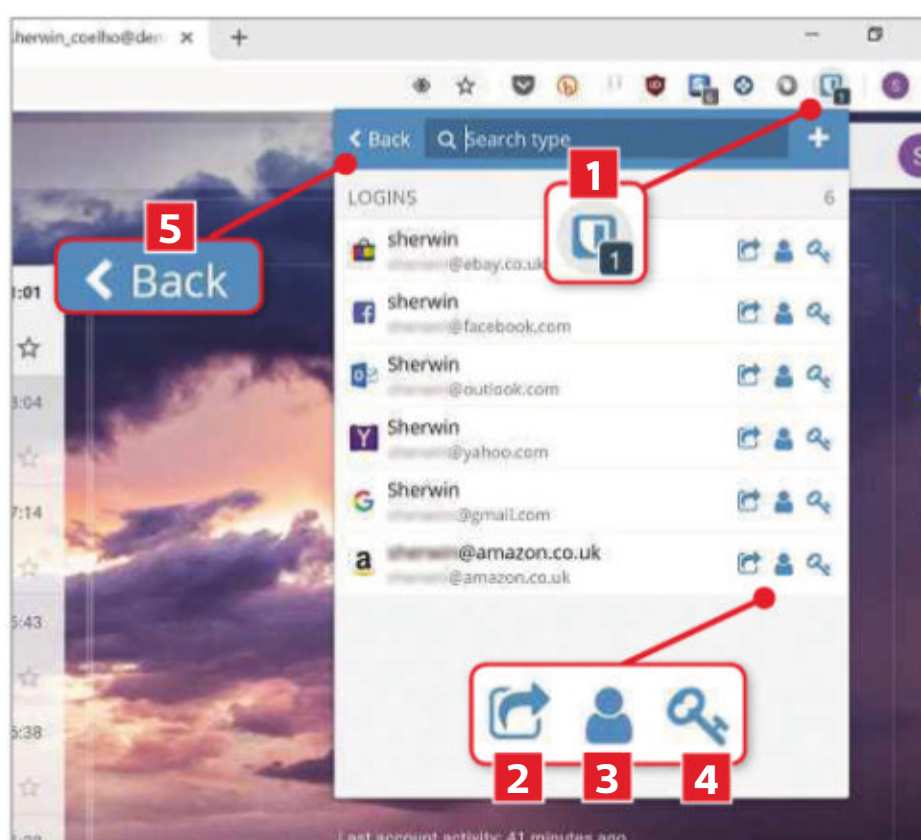 sherwin_coelho@den × +
Back Search type +
1
LOGINS 6
5
sherwin
@ebay.co.uk
1
Back
1:01
sherwin
@facebook.com
Sherwin
@outlook.com
3:04
Sherwin
@yahoo.com
Sherwin
@gmail.com
7:14
@amazon.co.uk
@amazon.co.uk
5:43
2 3 4
5:38
Last account activity: 41 minutes ago